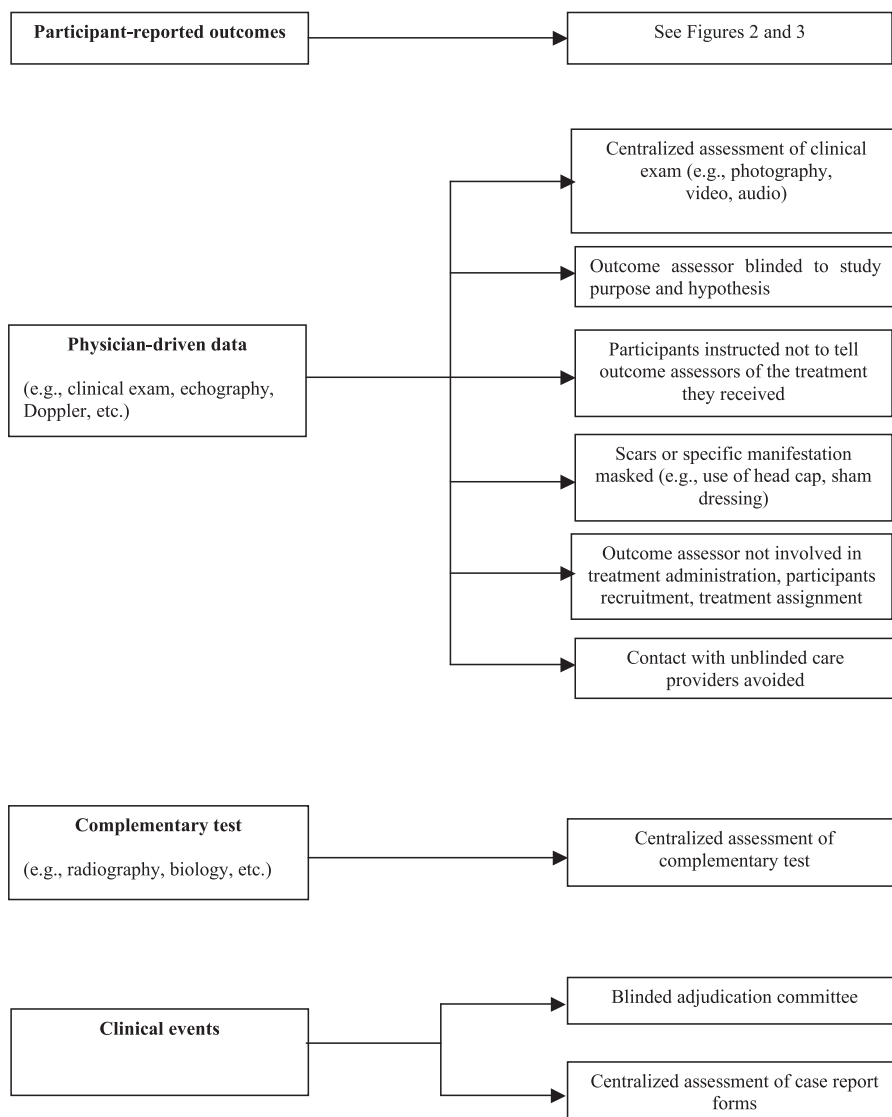 Participant-reported outcomes
See Figures 2 and 3
Centralized assessment of clinical
exam (e.g., photography,
video, audio)
Outcome assessor blinded to study
purpose and hypothesis
Physician-driven data
(e.g., clinical exam, echography,
Doppler, etc.)
Participants instructed not to tell
outcome assessors of the treatment
they received
Scars or specific manifestation
masked (e.g., use of head cap, sham
dressing)
Outcome assessor not involved in
treatment administration, participants
recruitment, treatment assignment
Contact with unblinded care
providers avoided
Complementary test
(e.g., radiography, biology, etc.)
Centralized assessment of
complementary test
Clinical events
Blinded adjudication committee
Centralized assessment of case report
forms